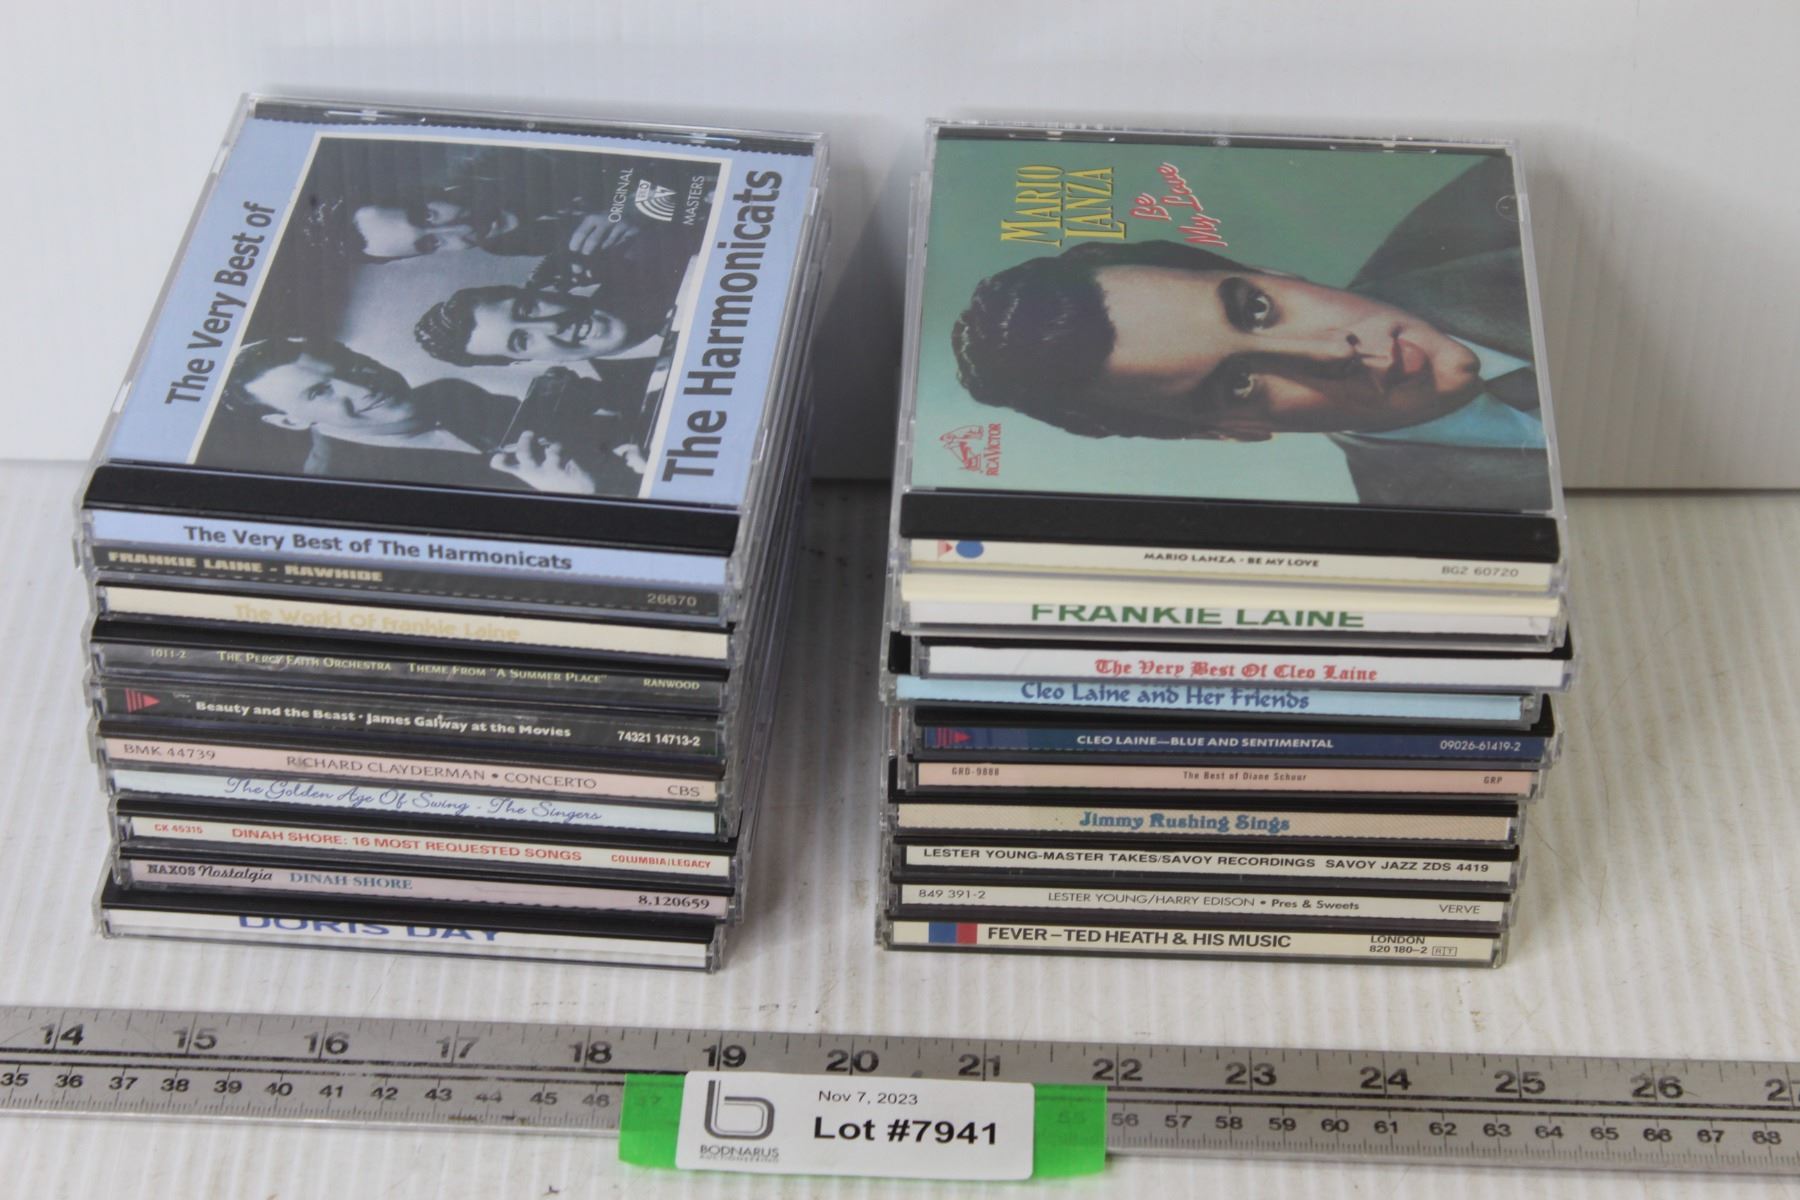 The Very Best of
The Harmonicats
ORIGINAL
MASTERS
The Very Best of The Harmonicats
FRANKIE LAINE - RAWHIDE 26670
The World Of Frankie Laine
1011-2 THE PERCY FAITH ORCHESTRA THEME FROM "A SUMMER PLACE" RANWOOD
Beauty and the Beast · James Galway at the Movies 74321 14713-2
BMK 44739 RICHARD CLAYDERMAN • CONCERTO CBS
The Golden Age Of Swing - The Singers
CK 45315 DINAH SHORE: 16 MOST REQUESTED SONGS COLUMBIA/LEGACY
NAXOS Nostalgia DINAH SHORE 8.120659
DORIS DAY
MARIO
LANZA
Be
My Love
RCA VICTOR
MARIO LANZA · BE MY LOVE BG2 60720
FRANKIE LAINE
The Very Best Of Cleo Laine
Cleo Laine and Her Friends
CLEO LAINE—BLUE AND SENTIMENTAL 09026-61419-2
GRD-9888 The Best of Diane Schuur GRP
Jimmy Rushing Sings
LESTER YOUNG-MASTER TAKES/SAVOY RECORDINGS SAVOY JAZZ ZDS 4419
849 391-2 LESTER YOUNG/HARRY EDISON • Pres & Sweets VERVE
FEVER–TED HEATH & HIS MUSIC LONDON
820 180-2 RT
14 15 16 17 18 19 20 21 22 23 24 25 26
35 36 37 38 39 40 41 42 43 44 45 46 47 55 56 57 58 59 60 61 62 63 64 65 66 67 68
Nov 7, 2023
Lot #7941
BODNARUS
AUCTIONEERING